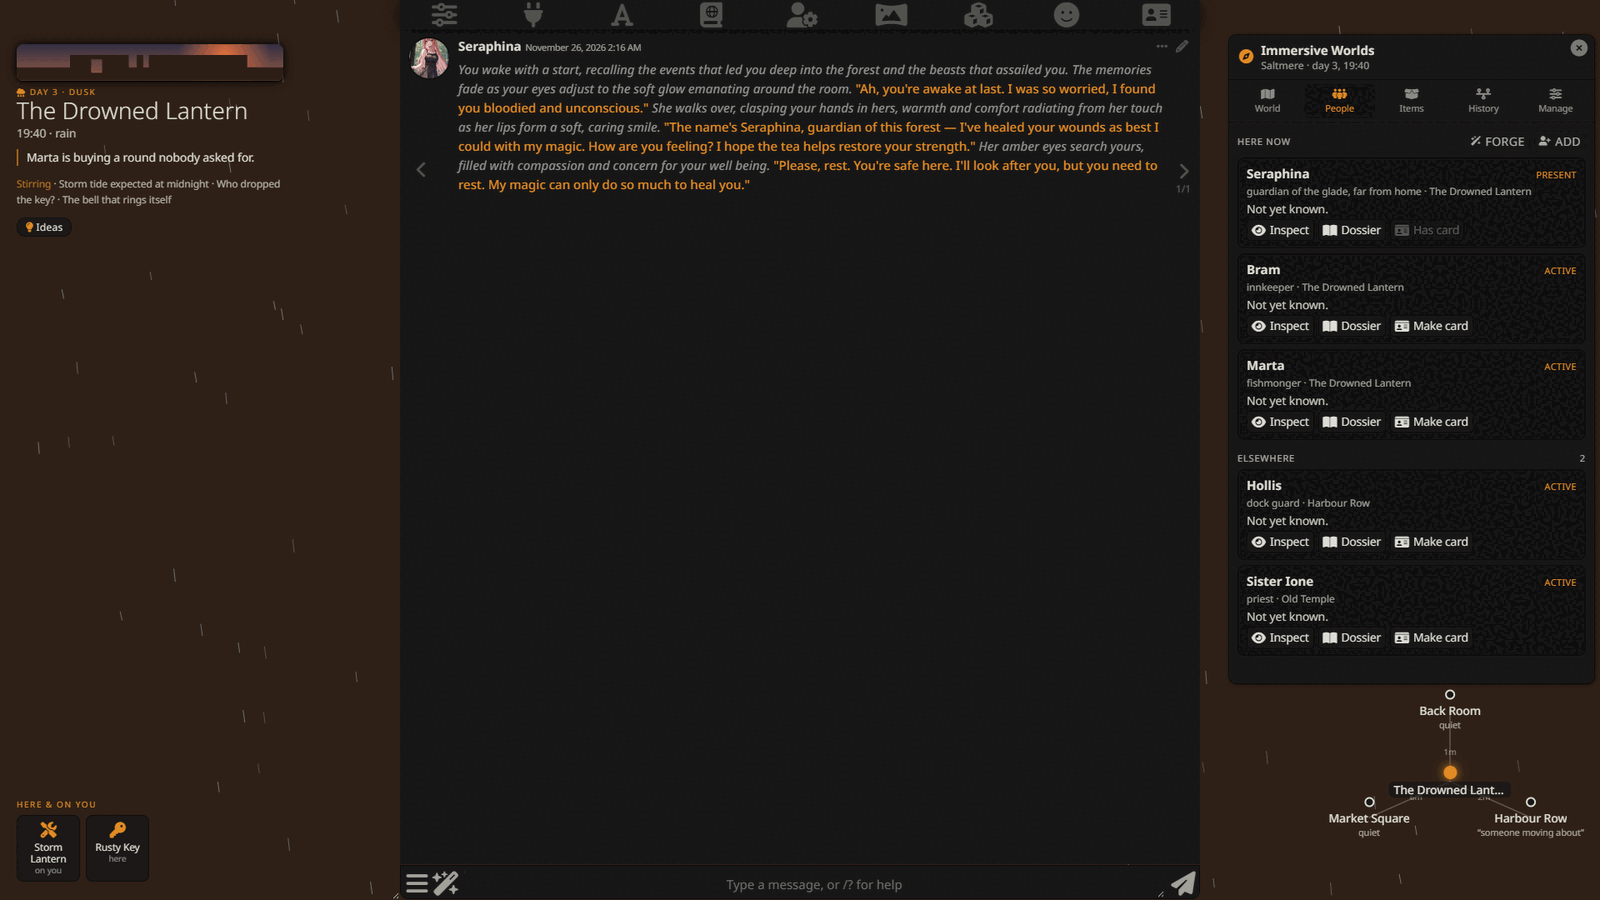 DAY 3 · DUSK
The Drowned Lantern
19:40 · rain
Marta is buying a round nobody asked for.
Stirring · Storm tide expected at midnight · Who dropped
the key? · The bell that rings itself
Ideas
HERE & ON YOU
Storm
Lantern
on you
Rusty Key
here
Seraphina November 26, 2026 2:16 AM
You wake with a start, recalling the events that led you deep into the forest and the beasts that assailed you. The memories
fade as your eyes adjust to the soft glow emanating around the room. "Ah, you're awake at last. I was so worried, I found
you bloodied and unconscious." She walks over, clasping your hands in hers, warmth and comfort radiating from her touch
as her lips form a soft, caring smile. "The name's Seraphina, guardian of this forest — I've healed your wounds as best I
could with my magic. How are you feeling? I hope the tea helps restore your strength." Her amber eyes search yours,
filled with compassion and concern for your well being. "Please, rest. You're safe here. I'll look after you, but you need to
rest. My magic can only do so much to heal you."
1/1
Type a message, or /? for help
Immersive Worlds
Saltmere · day 3, 19:40
World
People
Items
History
Manage
HERE NOW
FORGE
ADD
Seraphina
PRESENT
guardian of the glade, far from home · The Drowned Lantern
Not yet known.
Inspect
Dossier
Has card
Bram
ACTIVE
innkeeper · The Drowned Lantern
Not yet known.
Inspect
Dossier
Make card
Marta
ACTIVE
fishmonger · The Drowned Lantern
Not yet known.
Inspect
Dossier
Make card
ELSEWHERE
2
Hollis
ACTIVE
dock guard · Harbour Row
Not yet known.
Inspect
Dossier
Make card
Sister Ione
ACTIVE
priest · Old Temple
Not yet known.
Inspect
Dossier
Make card
Back Room
quiet
1m
The Drowned Lant...
Market Square
quiet
Harbour Row
"someone moving about"